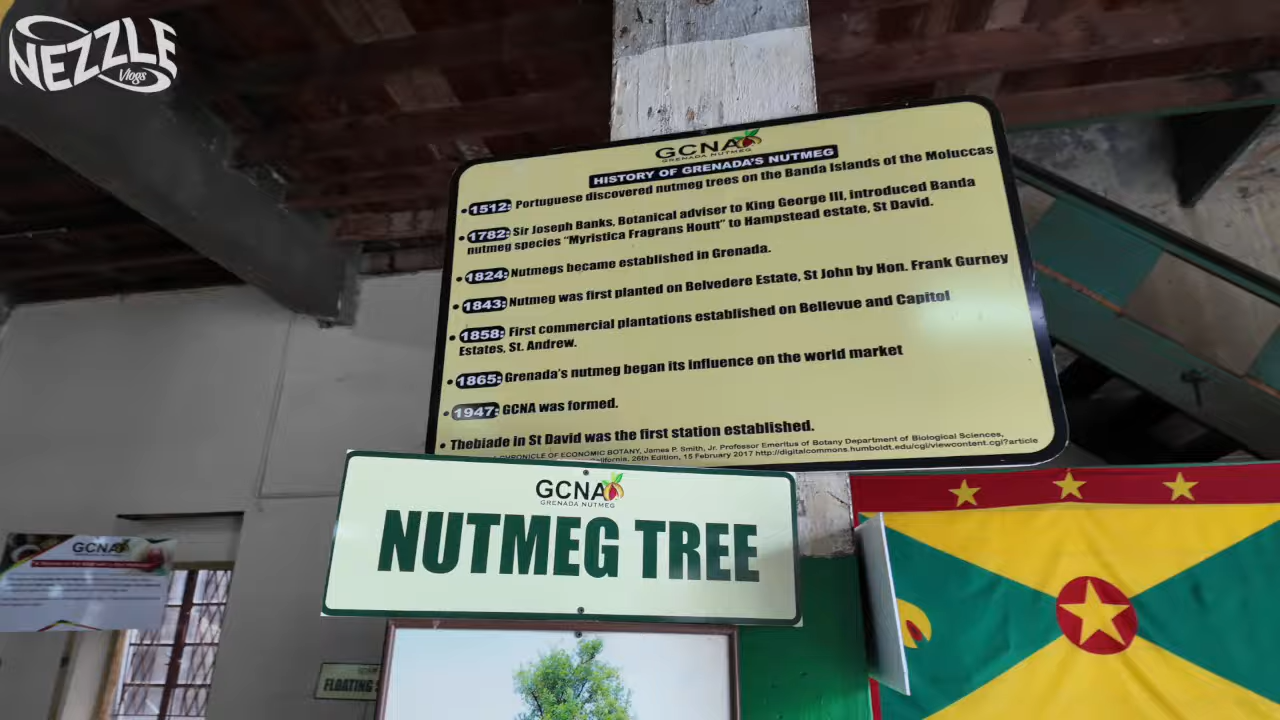 NEZZLE
Vlogs
GCNA
GRENADA NUTMEG
HISTORY OF GRENADA'S NUTMEG
• 1512: Portuguese discovered nutmeg trees on the Banda Islands of the Moluccas
• 1782: Sir Joseph Banks, Botanical adviser to King George III, introduced Banda
nutmeg species "Myristica Fragrans Houtt" to Hampstead estate, St David.
• 1824: Nutmegs became established in Grenada.
• 1843: Nutmeg was first planted on Belvedere Estate, St John by Hon. Frank Gurney
• 1858: First commercial plantations established on Bellevue and Capitol
Estates, St. Andrew.
• 1865: Grenada's nutmeg began its influence on the world market
• 1947: GCNA was formed.
• Thebiade in St David was the first station established.
CHRONICLE OF ECONOMIC BOTANY, James P. Smith, Jr. Professor Emeritus of Botany Department of Biological Sciences,
California, 26th Edition, 15 February 2017 http://digitalcommons.humboldt.edu/cgi/viewcontent.cgi?article
GCNA
GRENADA NUTMEG
NUTMEG TREE
GCNA
FLOATING